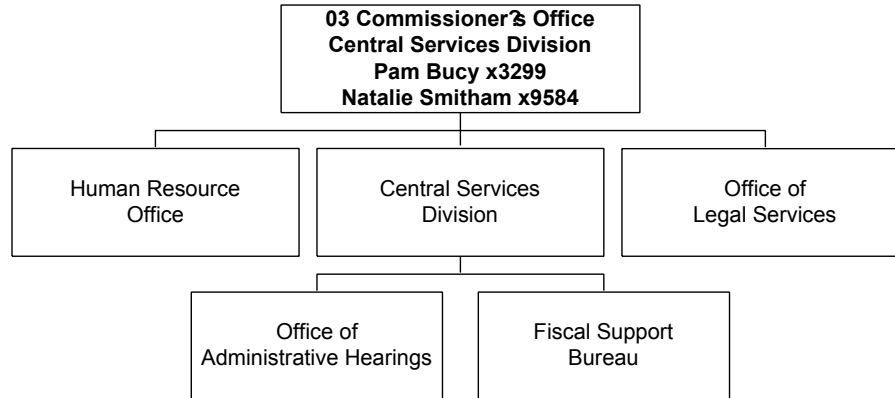 03 Commissioner?s Office
Central Services Division
Pam Bucy x3299
Natalie Smitham x9584
Human Resource
Office
Central Services
Division
Office of
Legal Services
Office of
Administrative Hearings
Fiscal Support
Bureau